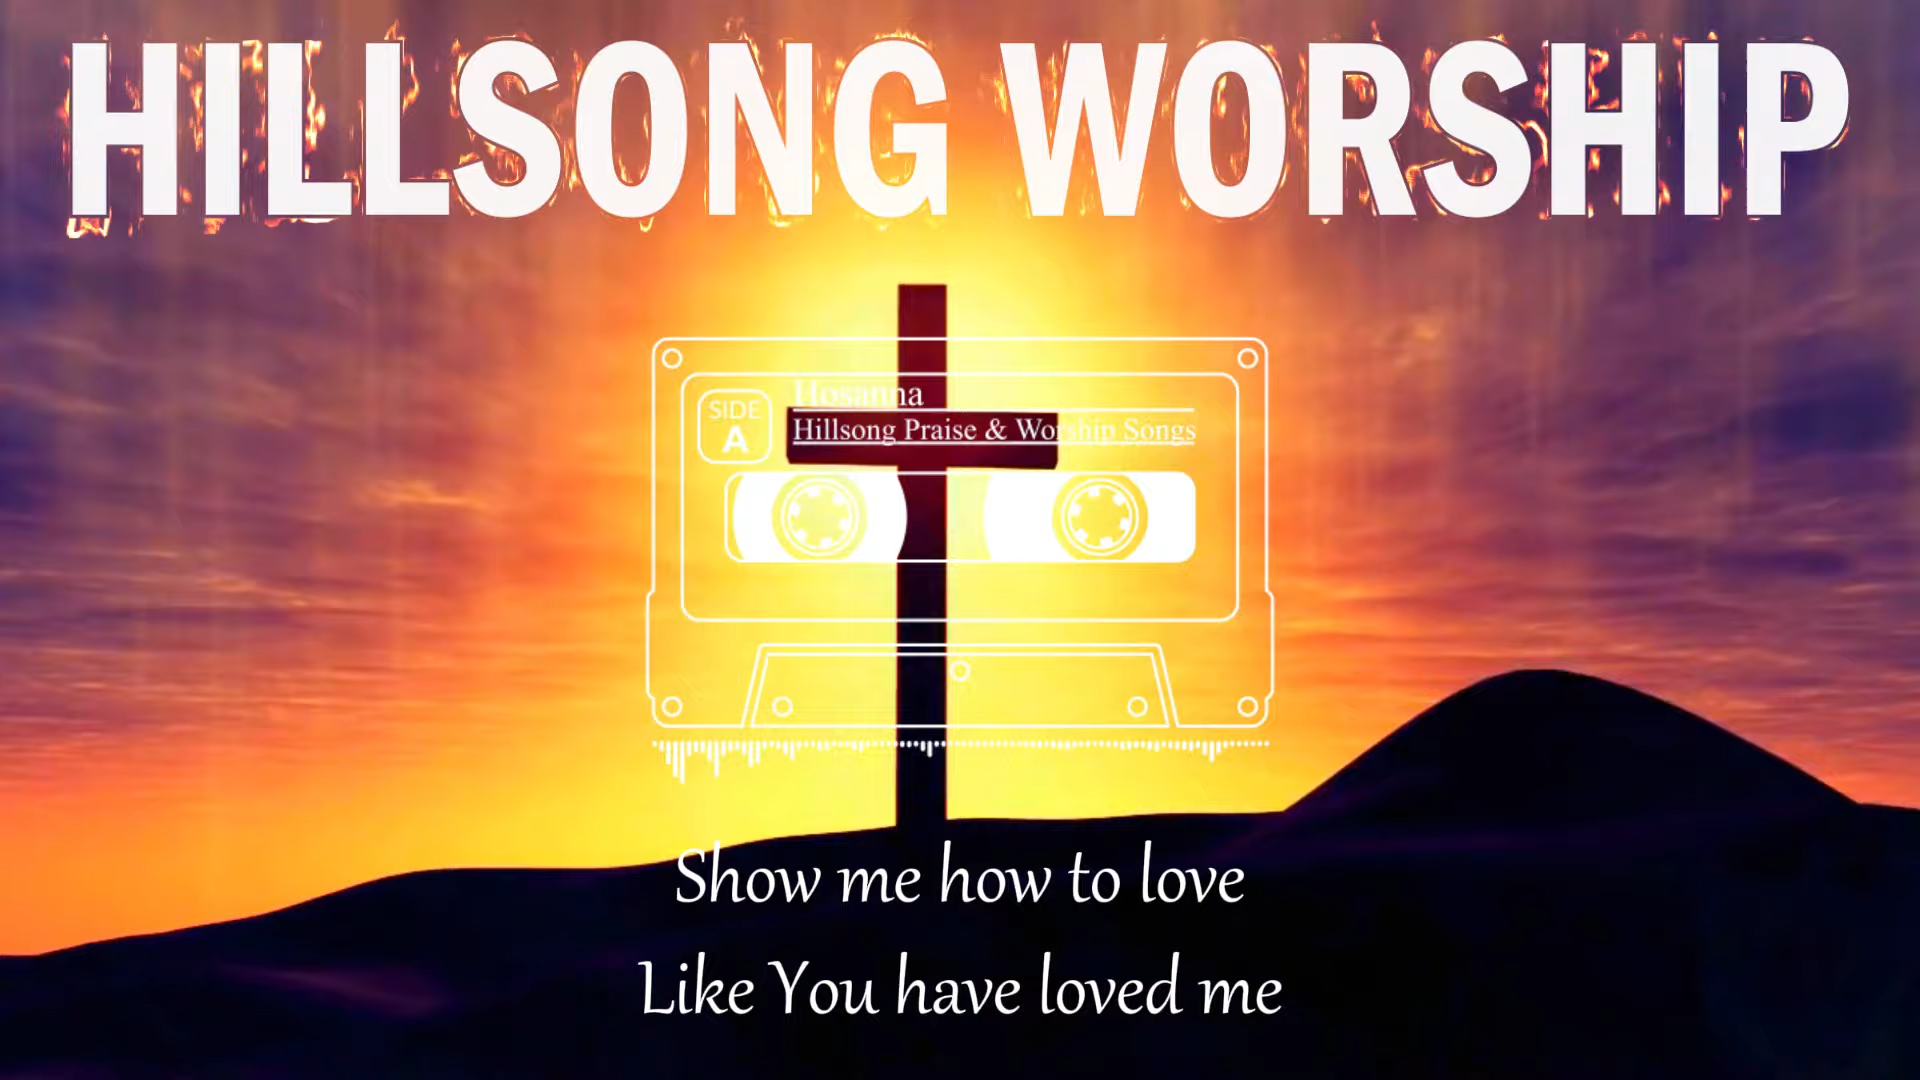 HILLSONG WORSHIP
SIDE
A
Hosanna
Hillsong Praise & Worship Songs
Show me how to love
Like You have loved me